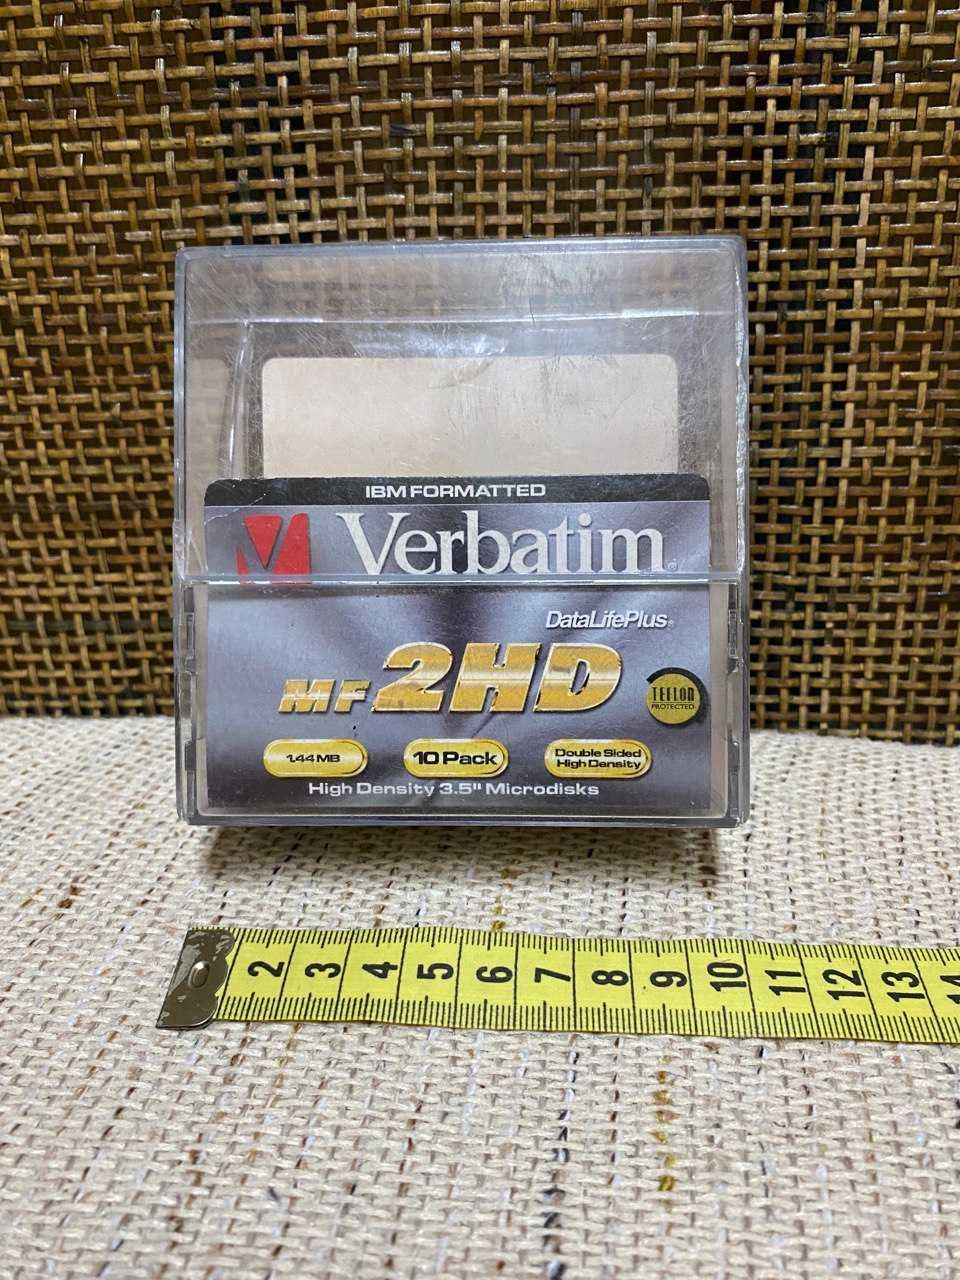 IBM FORMATTED
Verbatim®
DataLifePlus®
MF 2HD
TEFLON
PROTECTED
1.44 MB
10 Pack
Double Sided
High Density
High Density 3.5" Microdisks
2 3 4 5 6 7 8 9 10 11 12 13 14